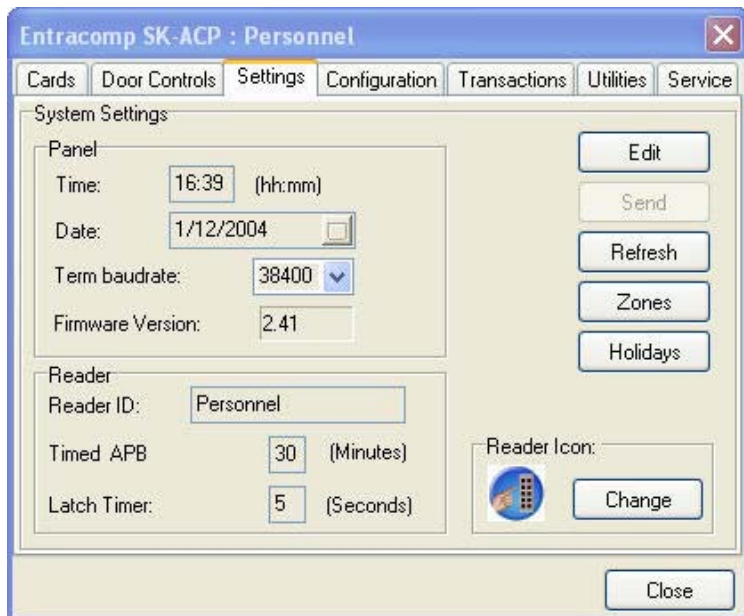 Entracomp SK-ACP : Personnel
Cards Door Controls Settings Configuration Transactions Utilities Service
System Settings
Panel
Time: 16:39 (hh:mm)
Date: 1/12/2004
Term baudrate: 38400
Firmware Version: 2.41
Edit
Send
Refresh
Zones
Holidays
Reader
Reader ID: Personnel
Timed APB 30 (Minutes)
Latch Timer: 5 (Seconds)
Reader Icon:
Change
Close